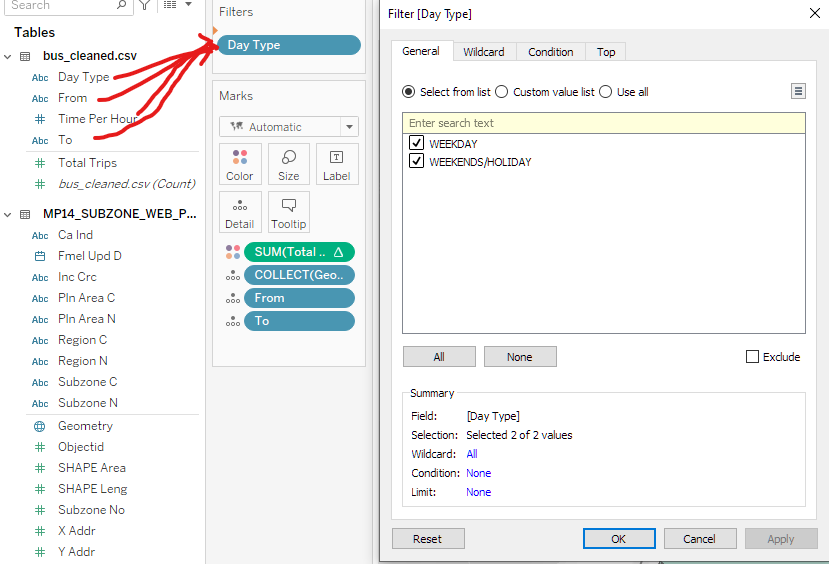 Search
Tables
bus_cleaned.csv
Abc Day Type
Abc From
# Time Per Hour
Abc To
# Total Trips
# bus_cleaned.csv (Count)
MP14_SUBZONE_WEB_P...
Abc Ca Ind
Fmel Upd D
Abc Inc Crc
Abc Pln Area C
Abc Pln Area N
Abc Region C
Abc Region N
Abc Subzone C
Abc Subzone N
Geometry
# Objectid
# SHAPE Area
# SHAPE Leng
# Subzone No
# X Addr
# Y Addr
Filters
Day Type
Marks
Automatic
Color Size Label
Detail Tooltip
SUM(Total .. Δ
COLLECT(Geo..
From
To
Filter [Day Type]
General Wildcard Condition Top
Select from list Custom value list Use all
Enter search text
WEEKDAY
WEEKENDS/HOLIDAY
All None Exclude
Summary
Field: [Day Type]
Selection: Selected 2 of 2 values
Wildcard: All
Condition: None
Limit: None
Reset OK Cancel Apply